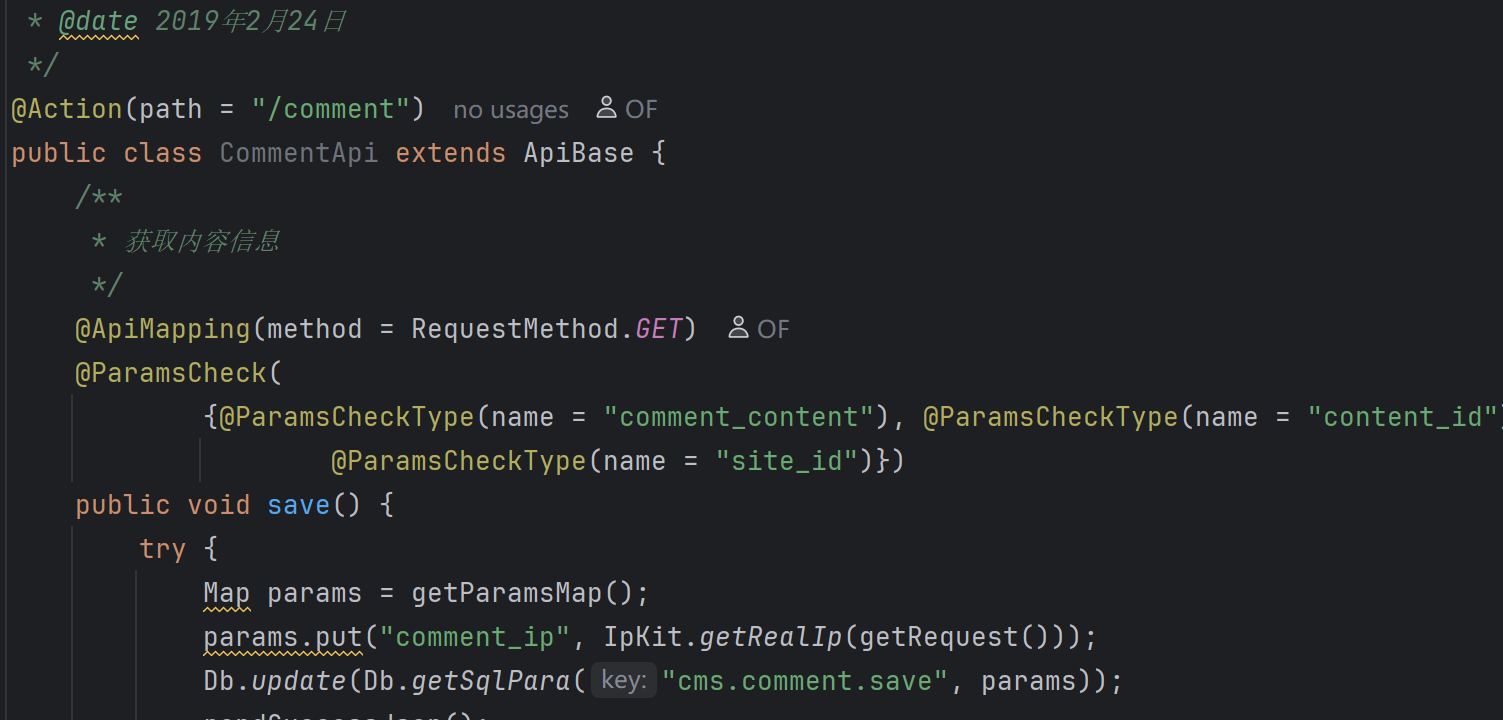 * @date 2019年2月24日
*/
@Action(path = "/comment") no usages OF
public class CommentApi extends ApiBase {
/**
* 获取内容信息
*/
@ApiMapping(method = RequestMethod.GET) OF
@ParamsCheck(
{@ParamsCheckType(name = "comment_content"), @ParamsCheckType(name = "content_id")
@ParamsCheckType(name = "site_id")})
public void save() {
try {
Map params = getParamsMap();
params.put("comment_ip", IpKit.getRealIp(getRequest()));
Db.update(Db.getSqlPara( key: "cms.comment.save", params));